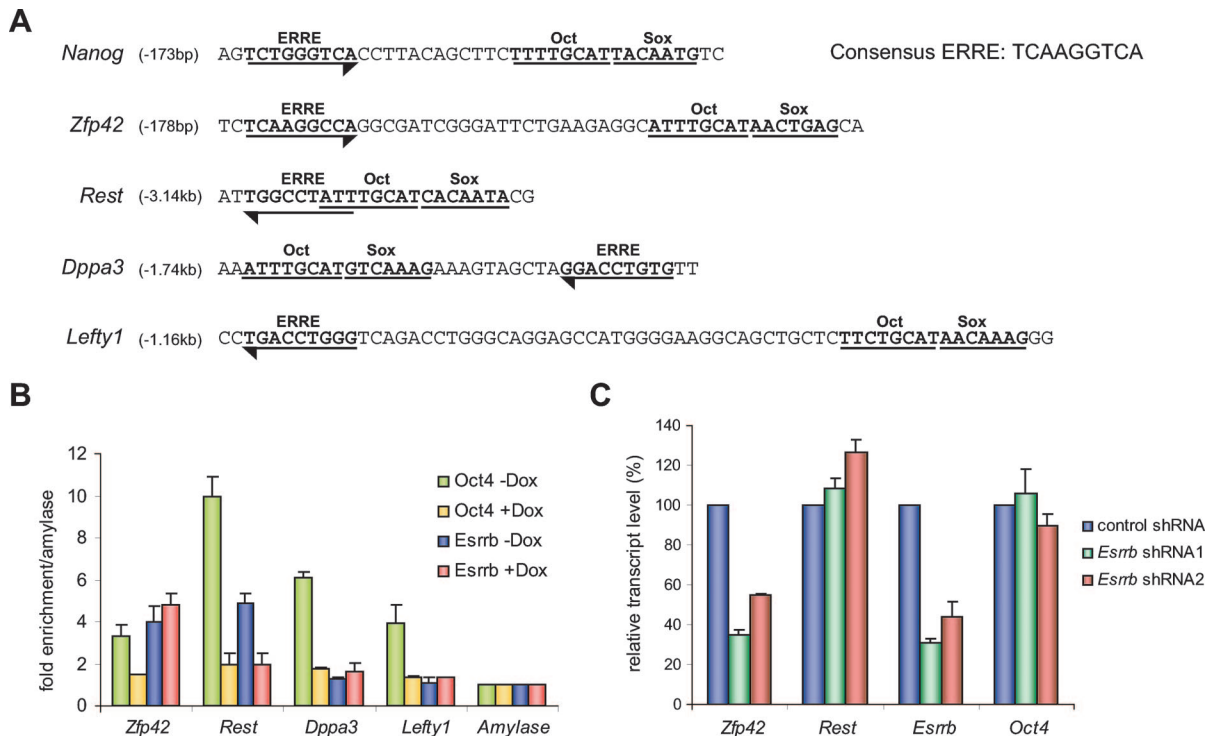 A
ERRE Oct Sox
Nanog (-173bp) AGTCTGGGTCACCTTACAGCTTCTTTTGCATTACAATGTC
Consensus ERRE: TCAAGGTCA
ERRE Oct Sox
Zfp42 (-178bp) TCTCAAGGCCAGGCGATCGGGATTCTGAAGAGGCATTTGCATAACTGAGCA
ERRE Oct Sox
Rest (-3.14kb) ATTGGCCTATTTGCATCACAATACG
Oct Sox ERRE
Dppa3 (-1.74kb) AAATTTGCATGTCAAAGAAAGTAGCTAGGACCTGTGTT
ERRE Oct Sox
Lefty1 (-1.16kb) CCTGACCTGGGTCAGACCTGGGCAGGAGCCATGGGGAAGGCAGCTGCTCTTCTGCATAACAAAGGG
B
fold enrichment/amylase
12
10
8
6
4
2
0
Oct4 -Dox
Oct4 +Dox
Esrrb -Dox
Esrrb +Dox
Zfp42 Rest Dppa3 Lefty1 Amylase
C
relative transcript level (%)
140
120
100
80
60
40
20
0
control shRNA
Esrrb shRNA1
Esrrb shRNA2
Zfp42 Rest Esrrb Oct4